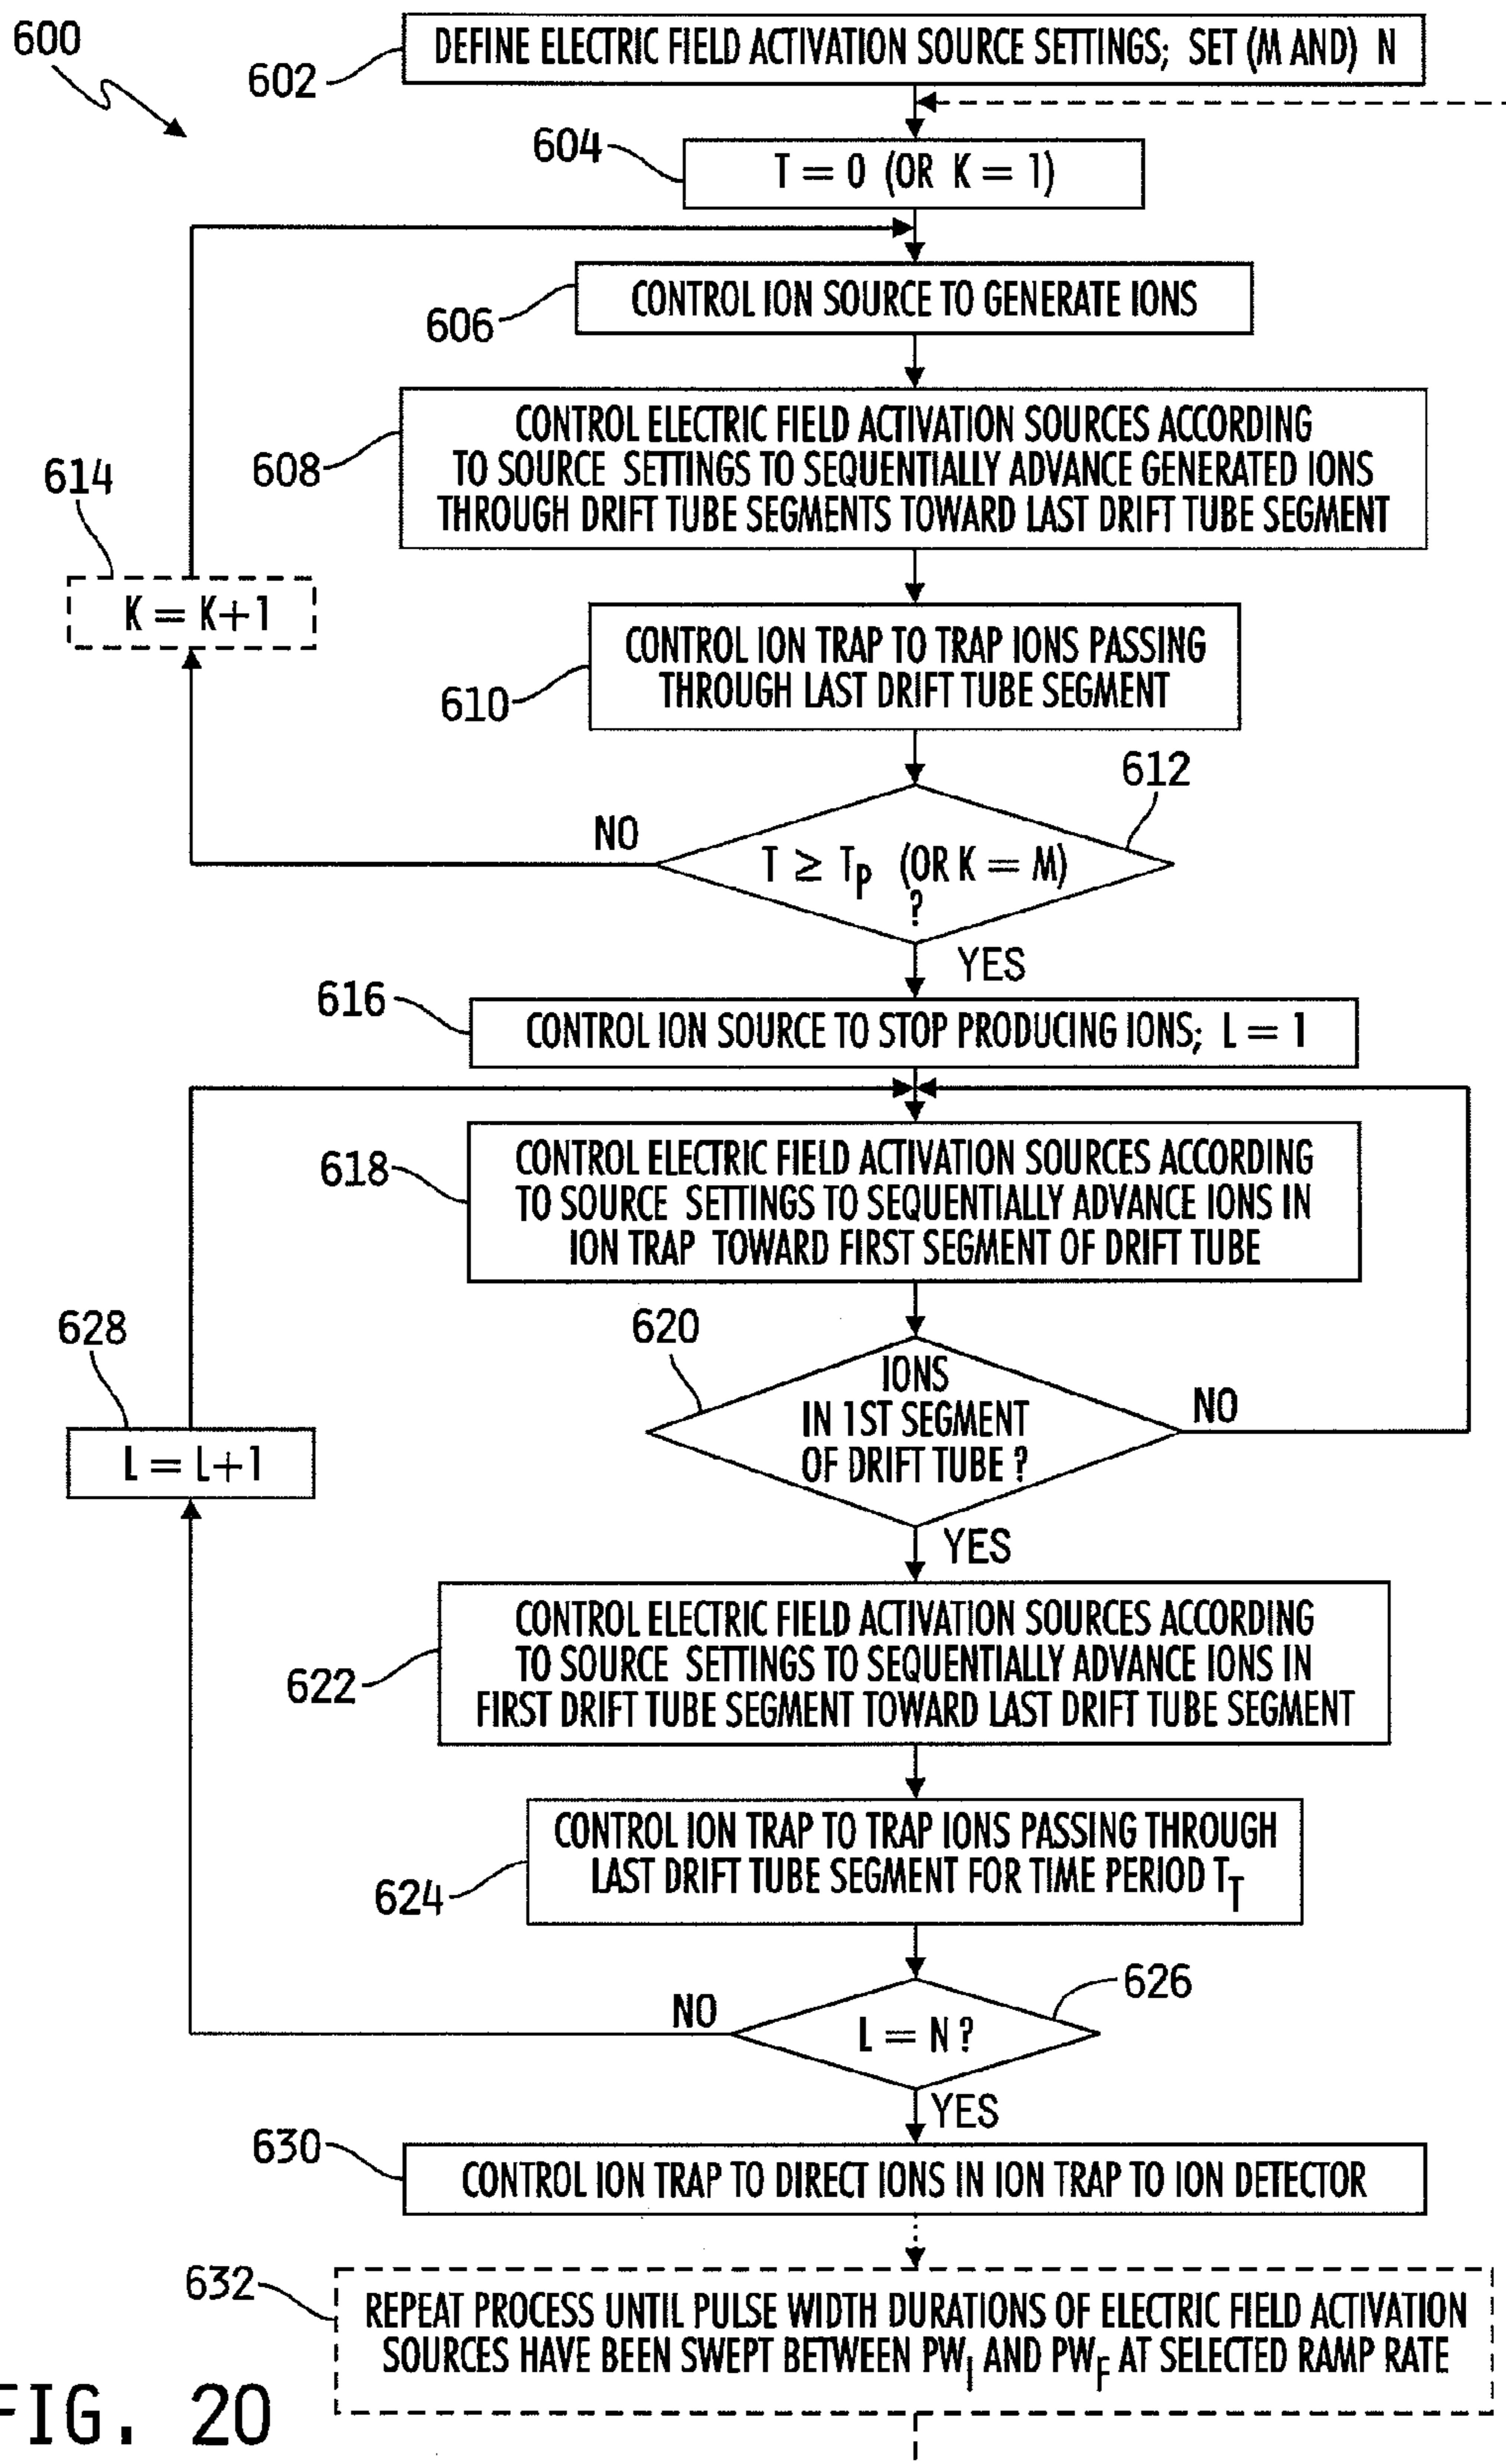 600
602
DEFINE ELECTRIC FIELD ACTIVATION SOURCE SETTINGS; SET (M AND) N
604
T = 0 (OR K = 1)
606
CONTROL ION SOURCE TO GENERATE IONS
608
CONTROL ELECTRIC FIELD ACTIVATION SOURCES ACCORDING
TO SOURCE SETTINGS TO SEQUENTIALLY ADVANCE GENERATED IONS
THROUGH DRIFT TUBE SEGMENTS TOWARD LAST DRIFT TUBE SEGMENT
614
K = K+1
610
CONTROL ION TRAP TO TRAP IONS PASSING
THROUGH LAST DRIFT TUBE SEGMENT
612
NO
T ≥ TP (OR K = M)
?
YES
616
CONTROL ION SOURCE TO STOP PRODUCING IONS; L = 1
618
CONTROL ELECTRIC FIELD ACTIVATION SOURCES ACCORDING
TO SOURCE SETTINGS TO SEQUENTIALLY ADVANCE IONS IN
ION TRAP TOWARD FIRST SEGMENT OF DRIFT TUBE
628
L = L+1
620
IONS
IN 1ST SEGMENT
OF DRIFT TUBE ?
NO
YES
622
CONTROL ELECTRIC FIELD ACTIVATION SOURCES ACCORDING
TO SOURCE SETTINGS TO SEQUENTIALLY ADVANCE IONS IN
FIRST DRIFT TUBE SEGMENT TOWARD LAST DRIFT TUBE SEGMENT
624
CONTROL ION TRAP TO TRAP IONS PASSING THROUGH
LAST DRIFT TUBE SEGMENT FOR TIME PERIOD TT
626
NO
L = N ?
YES
630
CONTROL ION TRAP TO DIRECT IONS IN ION TRAP TO ION DETECTOR
632
REPEAT PROCESS UNTIL PULSE WIDTH DURATIONS OF ELECTRIC FIELD ACTIVATION
SOURCES HAVE BEEN SWEPT BETWEEN PWI AND PWF AT SELECTED RAMP RATE
FIG. 20